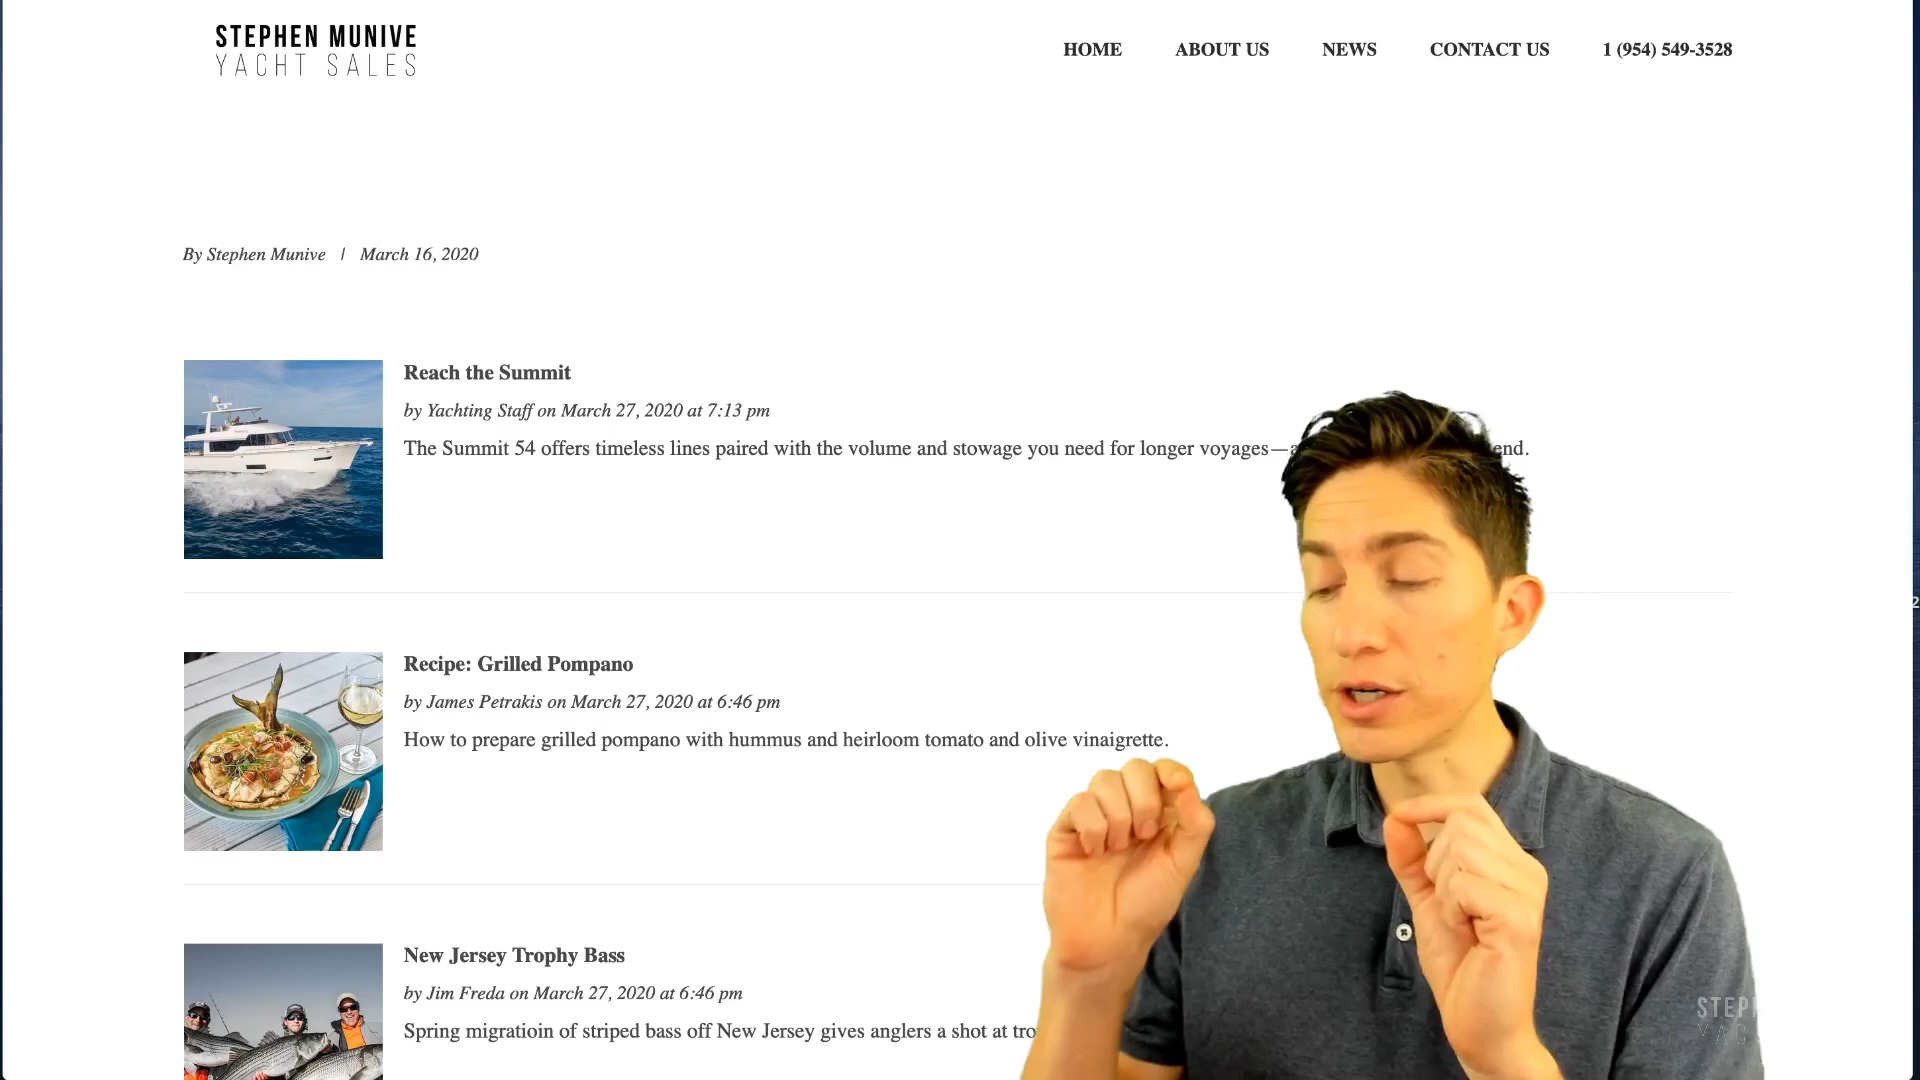 STEPHEN MUNIVE
YACHT SALES
HOME ABOUT US NEWS CONTACT US 1 (954) 549-3528
By Stephen Munive | March 16, 2020
Reach the Summit
by Yachting Staff on March 27, 2020 at 7:13 pm
The Summit 54 offers timeless lines paired with the volume and stowage you need for longer voyages—a end.
Recipe: Grilled Pompano
by James Petrakis on March 27, 2020 at 6:46 pm
How to prepare grilled pompano with hummus and heirloom tomato and olive vinaigrette.
New Jersey Trophy Bass
by Jim Freda on March 27, 2020 at 6:46 pm
Spring migratioin of striped bass off New Jersey gives anglers a shot at tro
STEP
YAC
2